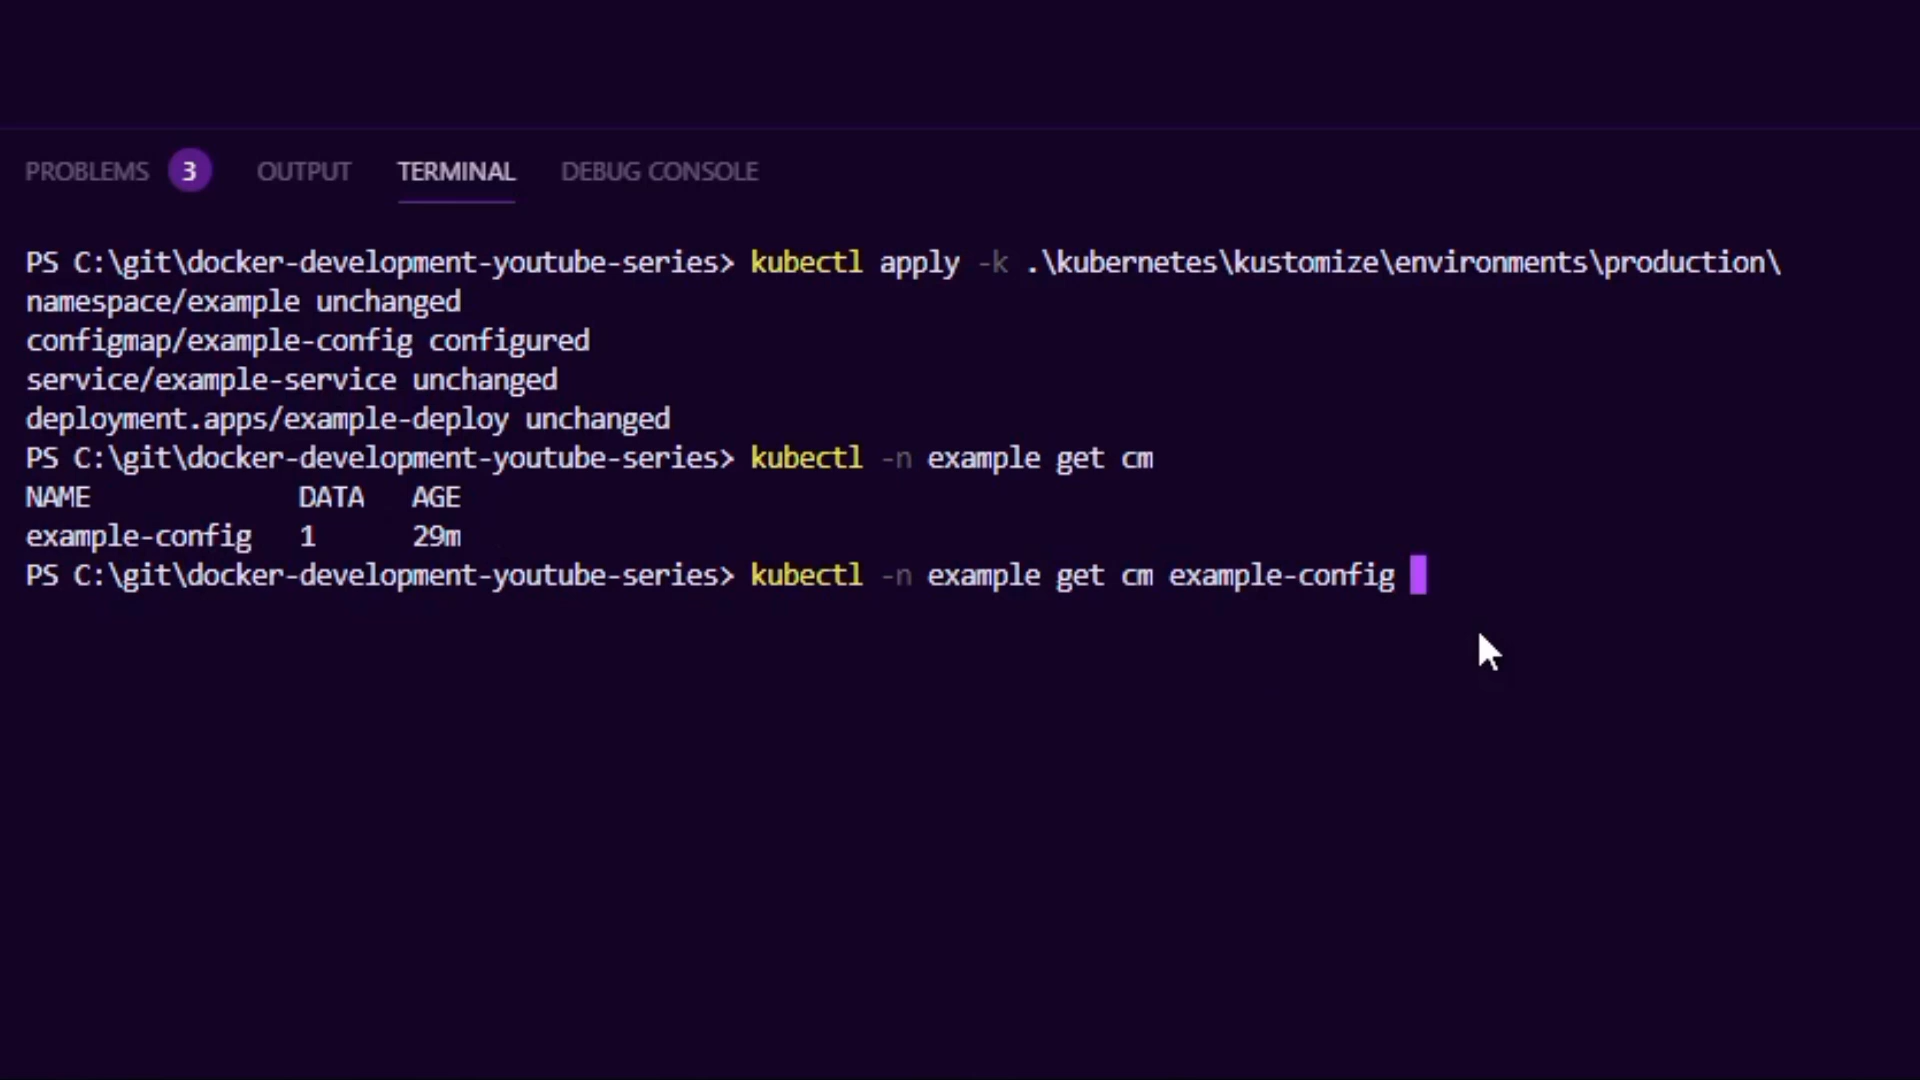 PROBLEMS 3 OUTPUT TERMINAL DEBUG CONSOLE
PS C:\git\docker-development-youtube-series> kubectl apply -k .\kubernetes\kustomize\environments\production\
namespace/example unchanged
configmap/example-config configured
service/example-service unchanged
deployment.apps/example-deploy unchanged
PS C:\git\docker-development-youtube-series> kubectl -n example get cm
NAME DATA AGE
example-config 1 29m
PS C:\git\docker-development-youtube-series> kubectl -n example get cm example-config